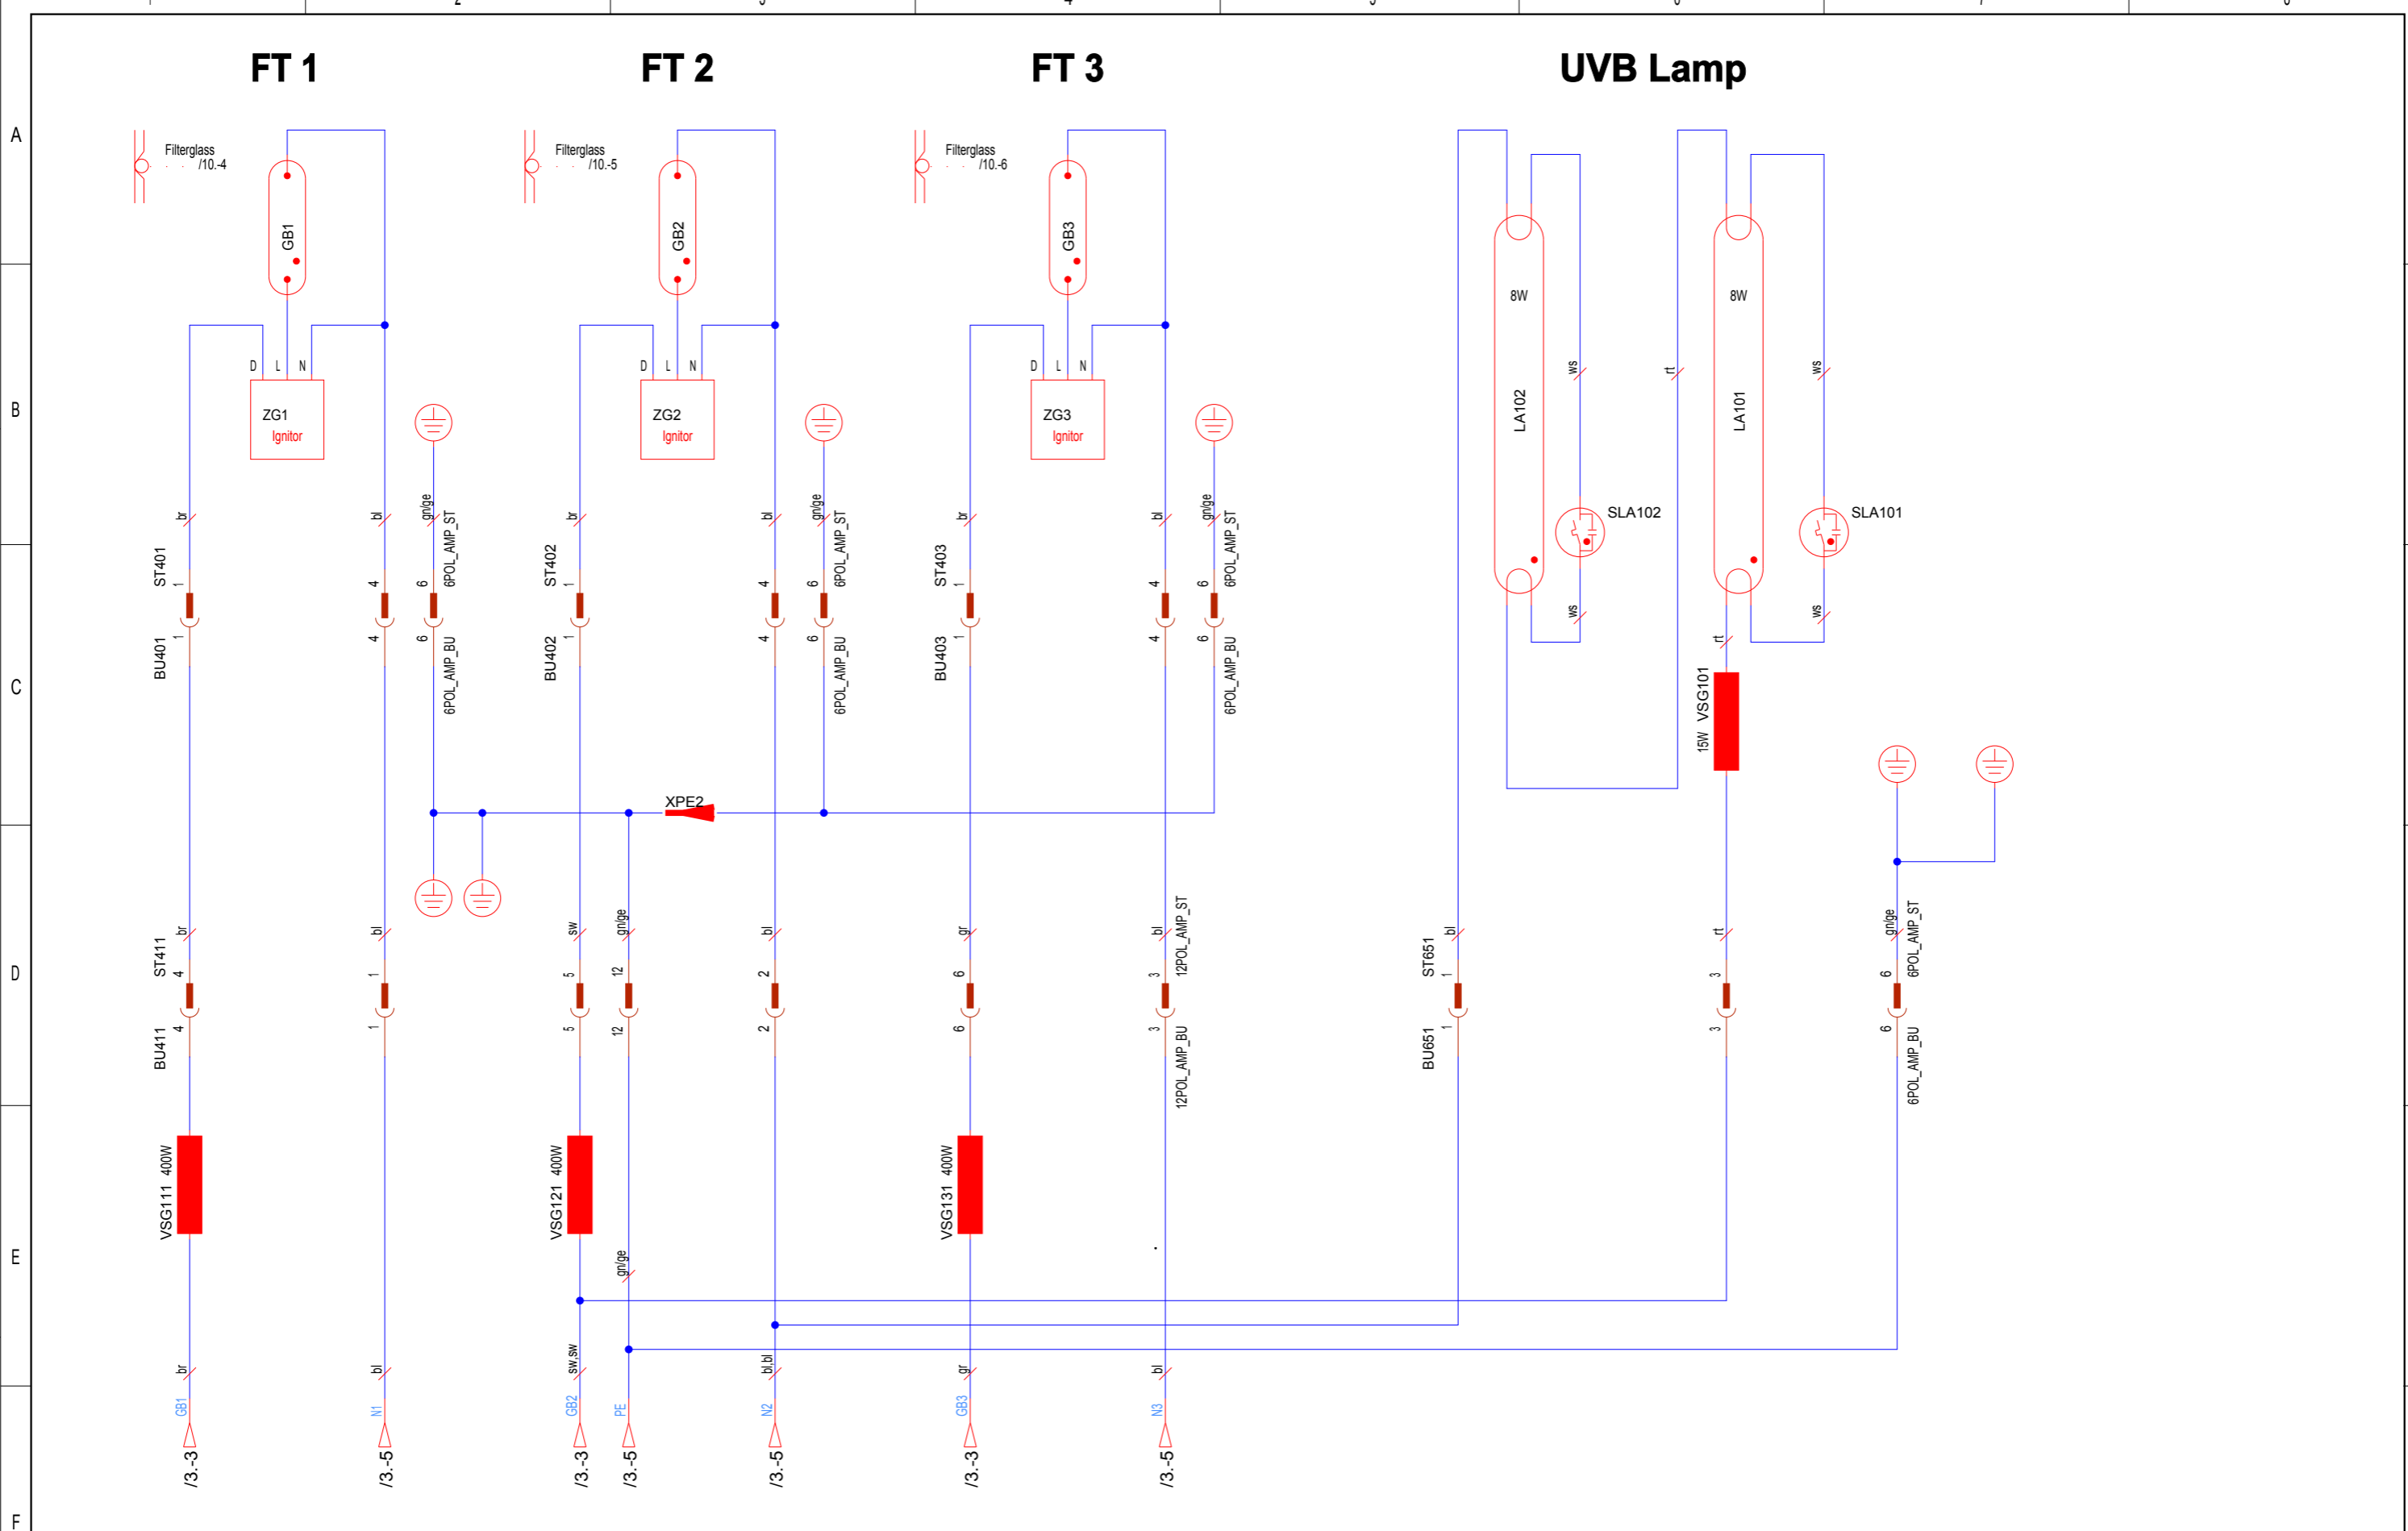 2
3
4
5
6
7
8
FT 1
FT 2
FT 3
UVB Lamp
A
Filterglass
/10.-4
Filterglass
/10.-5
Filterglass
/10.-6
GB1
GB2
GB3
8W
8W
D L N
D L N
D L N
ws
rt
ws
B
ZG1
Ignitor
ZG2
Ignitor
ZG3
Ignitor
LA102
LA101
br
bl
gn/ge
br
bl
gn/ge
br
bl
gn/ge
SLA102
SLA101
ST401
1
4
6
6POL_AMP_ST
ST402
1
4
6
6POL_AMP_ST
ST403
1
4
6
6POL_AMP_ST
ws
ws
BU401
1
4
6
6POL_AMP_BU
BU402
1
4
6
6POL_AMP_BU
BU403
1
4
6
6POL_AMP_BU
rt
C
15W VSG101
XPE2
br
bl
sw
gn/ge
bl
gr
bl
bl
rt
gn/ge
D
ST411
4
1
5
12
2
6
3
12POL_AMP_ST
ST651
1
3
6
6POL_AMP_ST
BU411
4
1
5
12
2
6
3
12POL_AMP_BU
BU651
1
3
6
6POL_AMP_BU
VSG111 400W
VSG121 400W
VSG131 400W
E
gn/ge
br
bl
sw,sw
bl,bl
gr
bl
GB1
N1
GB2
PE
N2
GB3
N3
/3.-3
/3.-5
/3.-3
/3.-5
/3.-5
/3.-3
/3.-5
F